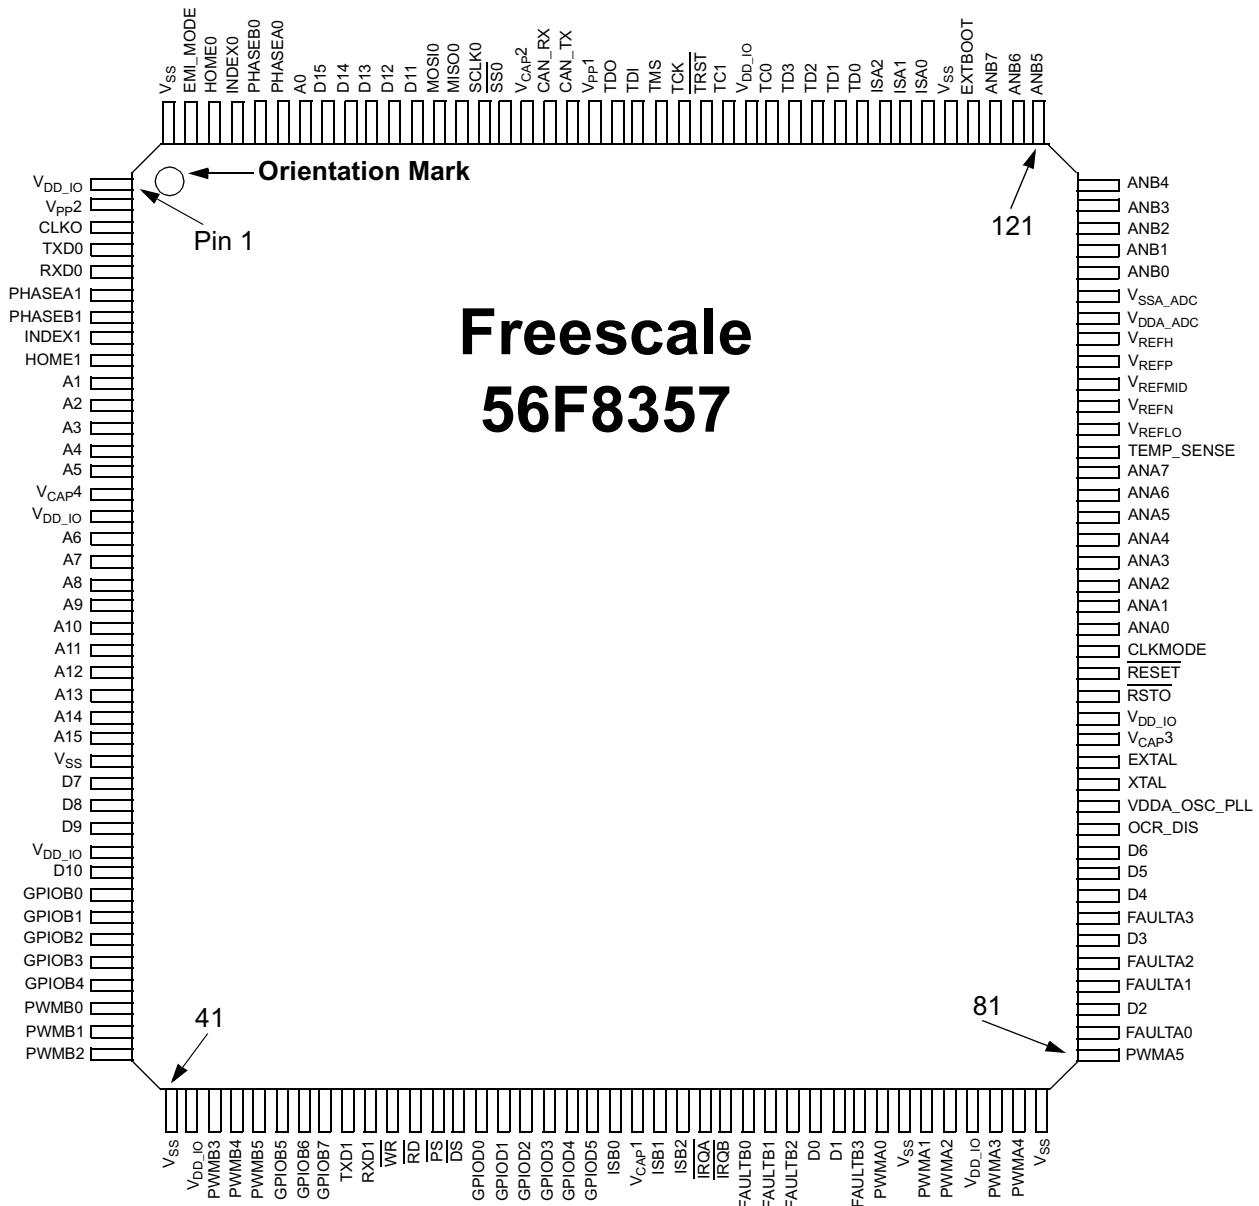 VSS
EMI_MODE
HOME0
INDEX0
PHASEB0
PHASEA0
A0
D15
D14
D13
D12
D11
MOSI0
MISO0
SCLK0
SS0
VCAP2
CAN_RX
CAN_TX
VPP1
TDO
TDI
TMS
TCK
TRST
TC1
VDD_IO
TC0
TD3
TD2
TD1
TD0
ISA2
ISA1
ISA0
VSS
EXTBOOT
ANB7
ANB6
ANB5
Orientation Mark
Pin 1
121
Freescale
56F8357
VDD_IO
VPP2
CLKO
TXD0
RXD0
PHASEA1
PHASEB1
INDEX1
HOME1
A1
A2
A3
A4
A5
VCAP4
VDD_IO
A6
A7
A8
A9
A10
A11
A12
A13
A14
A15
VSS
D7
D8
D9
VDD_IO
D10
GPIOB0
GPIOB1
GPIOB2
GPIOB3
GPIOB4
PWMB0
PWMB1
PWMB2
ANB4
ANB3
ANB2
ANB1
ANB0
VSSA_ADC
VDDA_ADC
VREFH
VREFP
VREFMID
VREFN
VREFLO
TEMP_SENSE
ANA7
ANA6
ANA5
ANA4
ANA3
ANA2
ANA1
ANA0
CLKMODE
RESET
RSTO
VDD_IO
VCAP3
EXTAL
XTAL
VDDA_OSC_PLL
OCR_DIS
D6
D5
D4
FAULTA3
D3
FAULTA2
FAULTA1
D2
FAULTA0
PWMA5
41
81
VSS
VDD_IO
PWMB3
PWMB4
PWMB5
GPIOB5
GPIOB6
GPIOB7
TXD1
RXD1
WR
RD
PS
DS
GPIOD0
GPIOD1
GPIOD2
GPIOD3
GPIOD4
GPIOD5
ISB0
VCAP1
ISB1
ISB2
IRQA
IRQB
FAULTB0
FAULTB1
FAULTB2
D0
D1
FAULTB3
PWMA0
VSS
PWMA1
PWMA2
VDD_IO
PWMA3
PWMA4
VSS